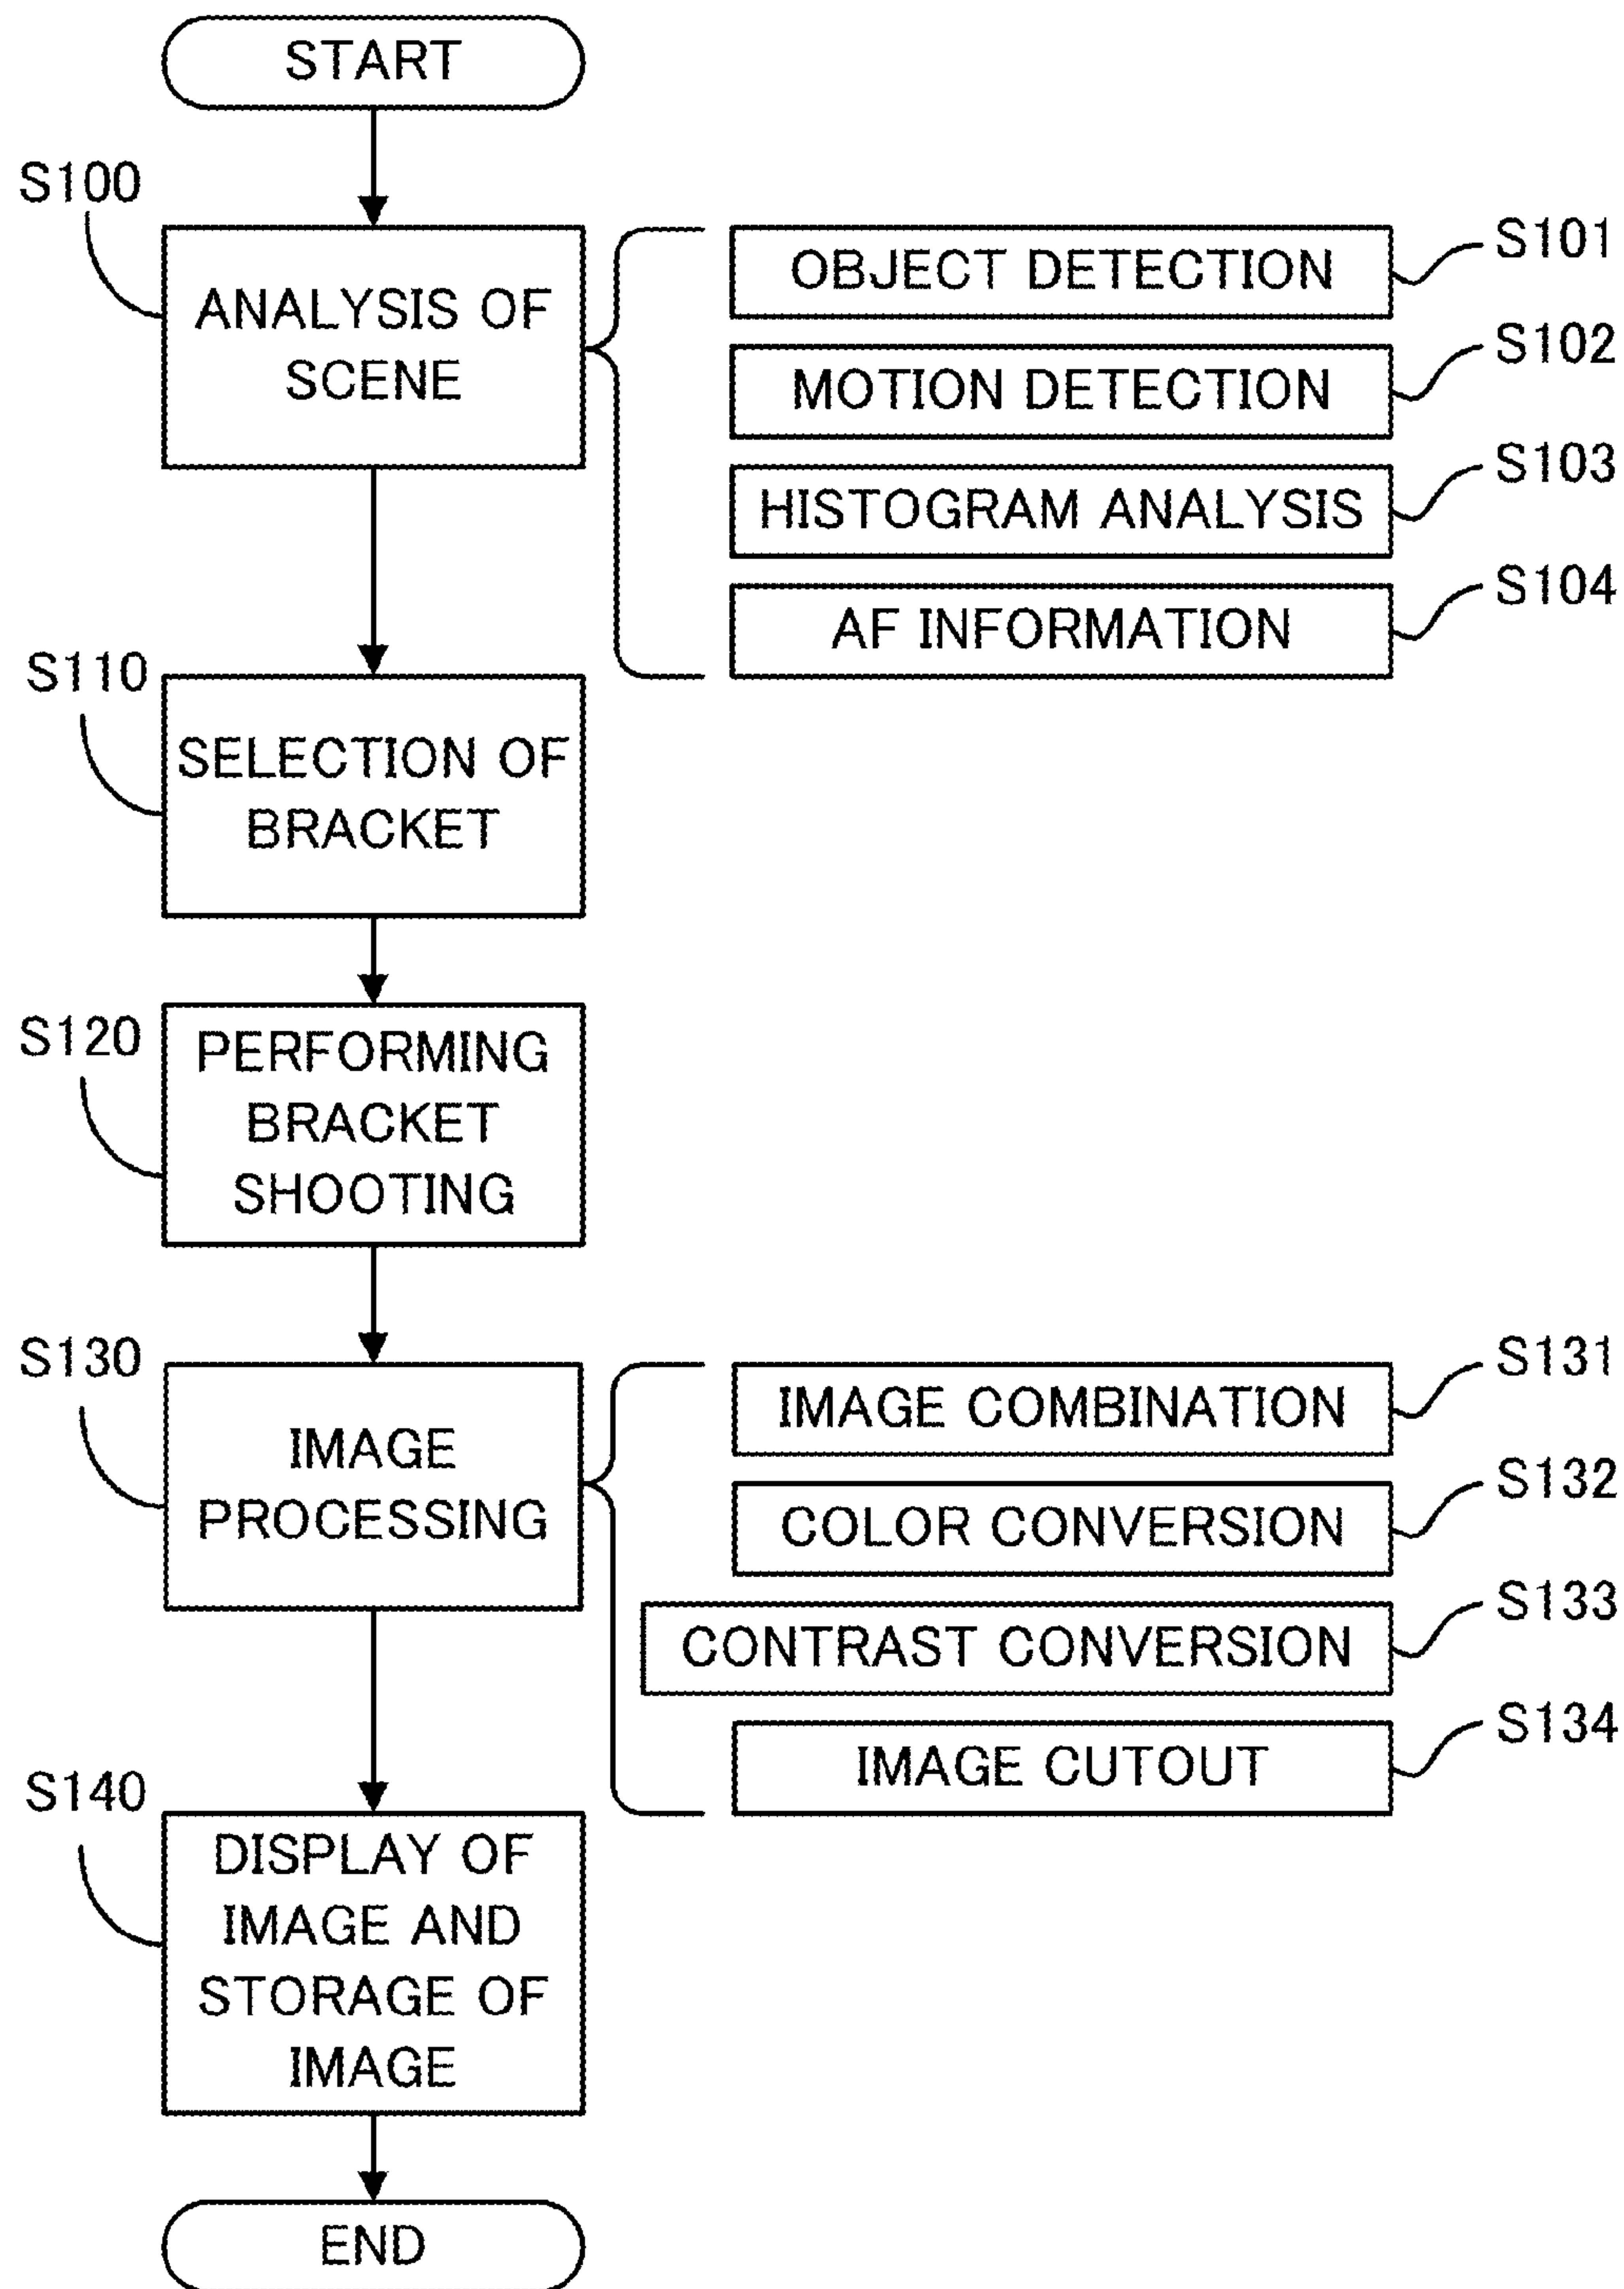 START
S100
ANALYSIS OF
SCENE
OBJECT DETECTION
S101
MOTION DETECTION
S102
HISTOGRAM ANALYSIS
S103
AF INFORMATION
S104
S110
SELECTION OF
BRACKET
S120
PERFORMING
BRACKET
SHOOTING
S130
IMAGE
PROCESSING
IMAGE COMBINATION
S131
COLOR CONVERSION
S132
CONTRAST CONVERSION
S133
IMAGE CUTOUT
S134
S140
DISPLAY OF
IMAGE AND
STORAGE OF
IMAGE
END